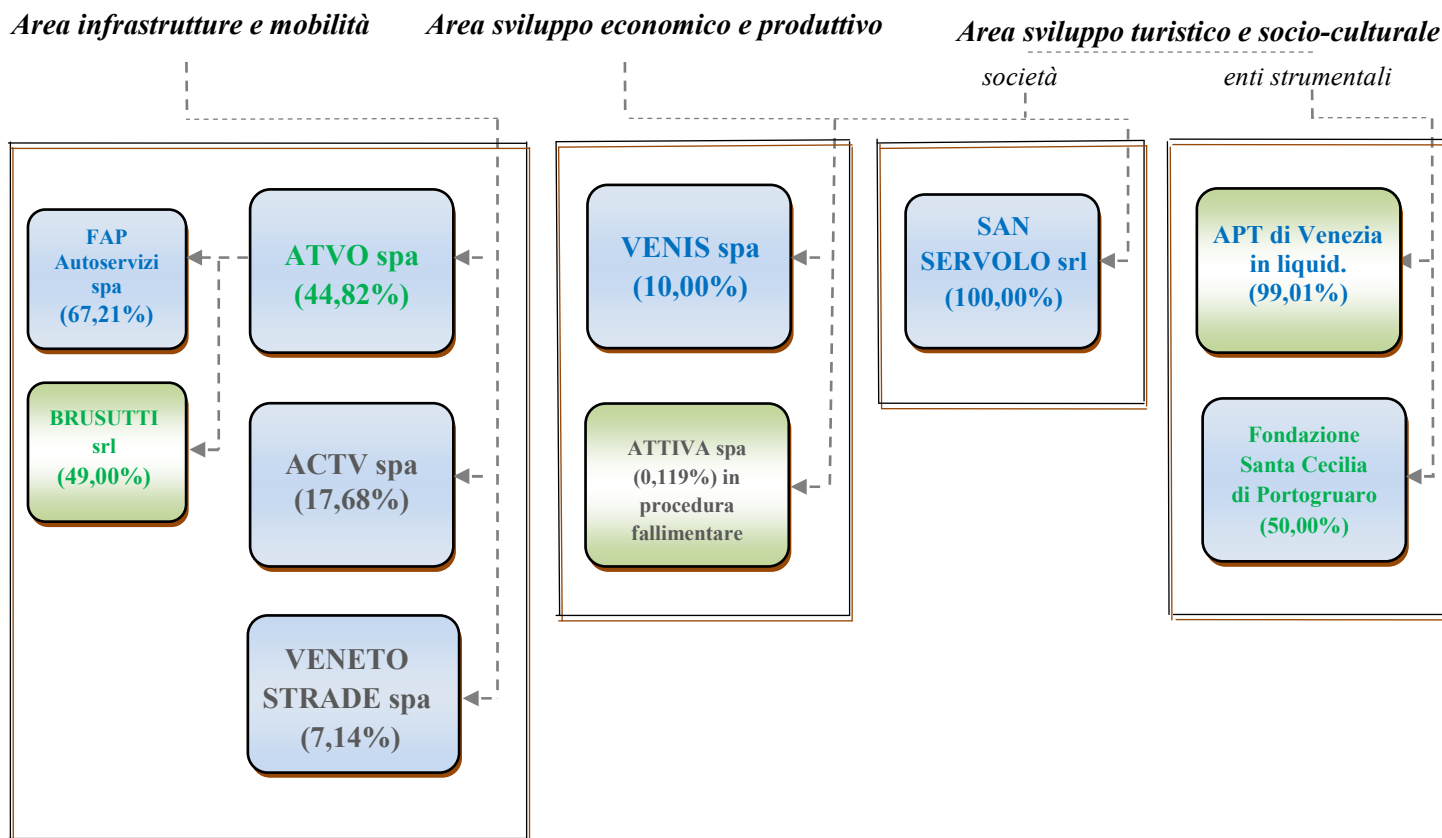 Area infrastrutture e mobilità
Area sviluppo economico e produttivo
Area sviluppo turistico e socio-culturale
società
enti strumentali
FAP
Autoservizi
spa
(67,21%)
ATVO spa
(44,82%)
BRUSUTTI
srl
(49,00%)
ACTV spa
(17,68%)
VENETO
STRADE spa
(7,14%)
VENIS spa
(10,00%)
ATTIVA spa
(0,119%) in
procedura
fallimentare
SAN
SERVOLO srl
(100,00%)
APT di Venezia
in liquid.
(99,01%)
Fondazione
Santa Cecilia
di Portogruaro
(50,00%)